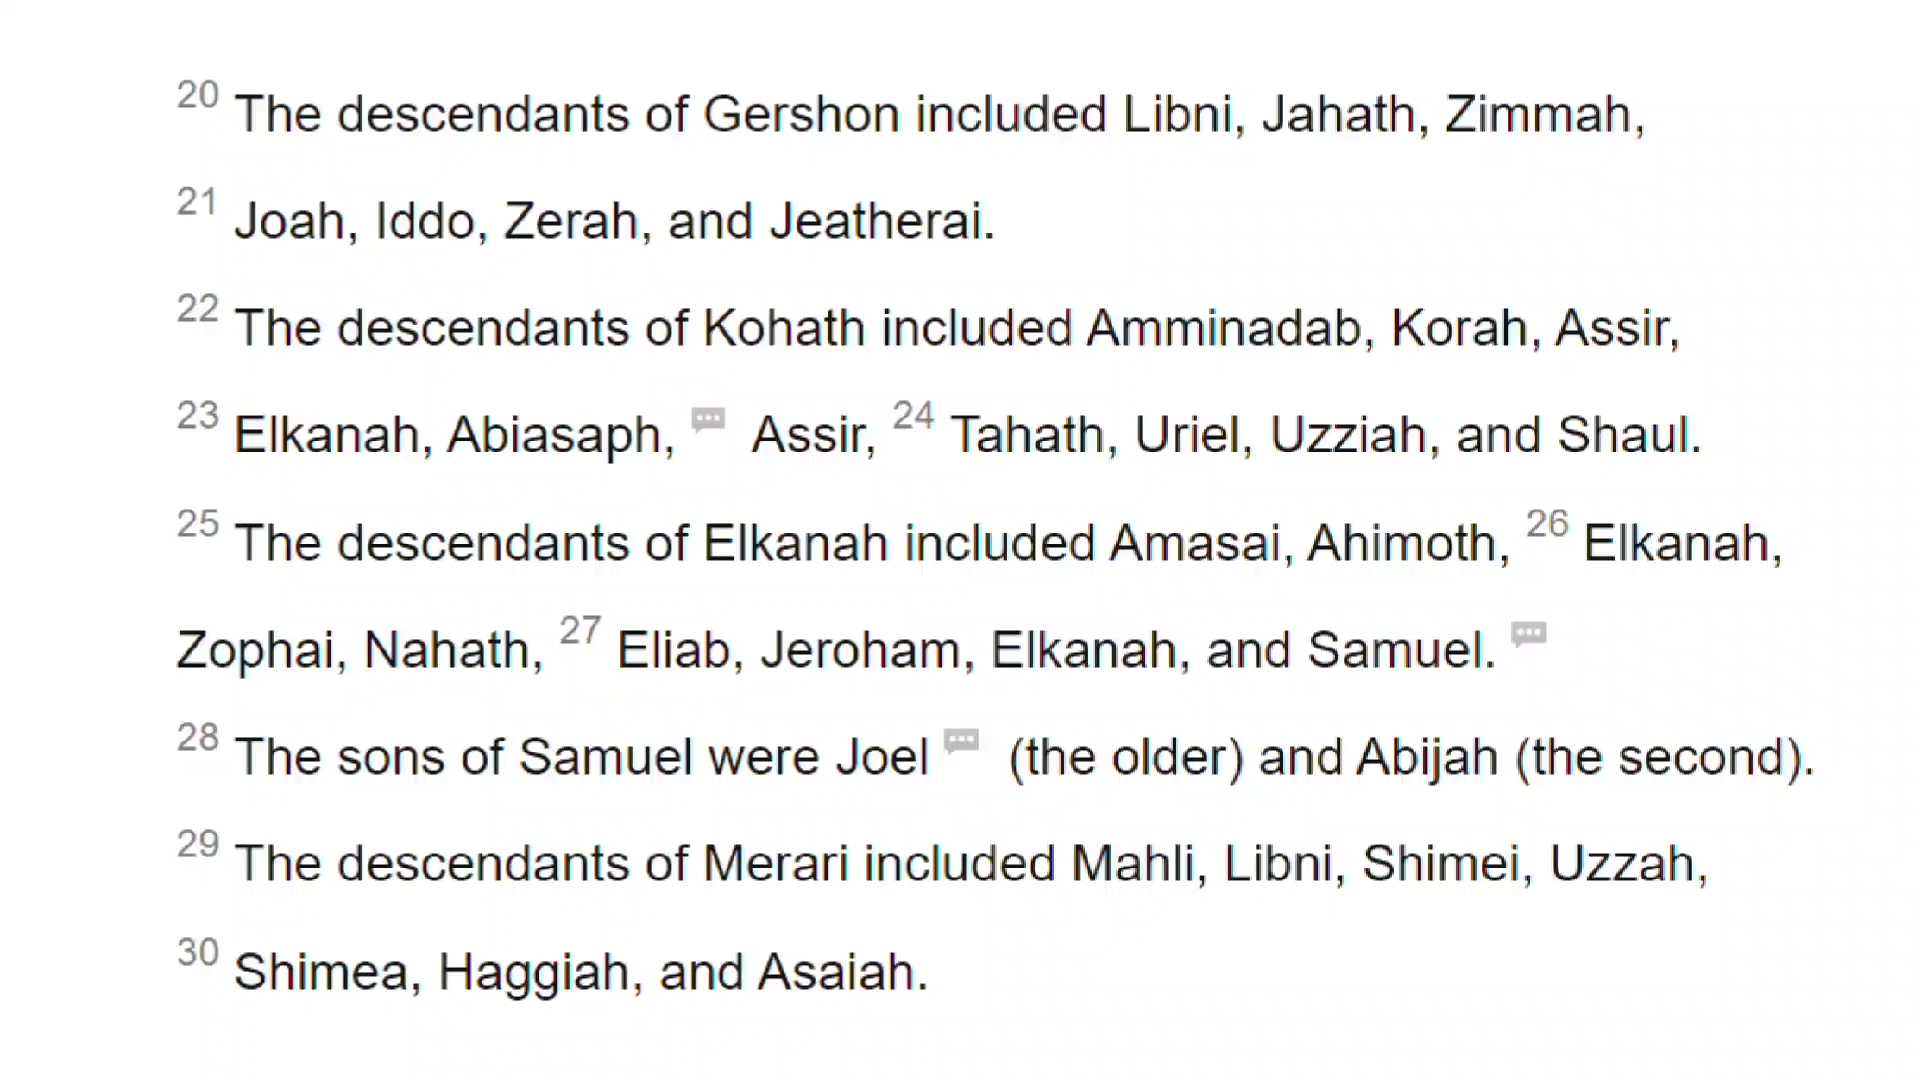 20 The descendants of Gershon included Libni, Jahath, Zimmah,
21 Joah, Iddo, Zerah, and Jeatherai.
22 The descendants of Kohath included Amminadab, Korah, Assir,
23 Elkanah, Abiasaph, Assir, 24 Tahath, Uriel, Uzziah, and Shaul.
25 The descendants of Elkanah included Amasai, Ahimoth, 26 Elkanah,
Zophai, Nahath, 27 Eliab, Jeroham, Elkanah, and Samuel.
28 The sons of Samuel were Joel (the older) and Abijah (the second).
29 The descendants of Merari included Mahli, Libni, Shimei, Uzzah,
30 Shimea, Haggiah, and Asaiah.